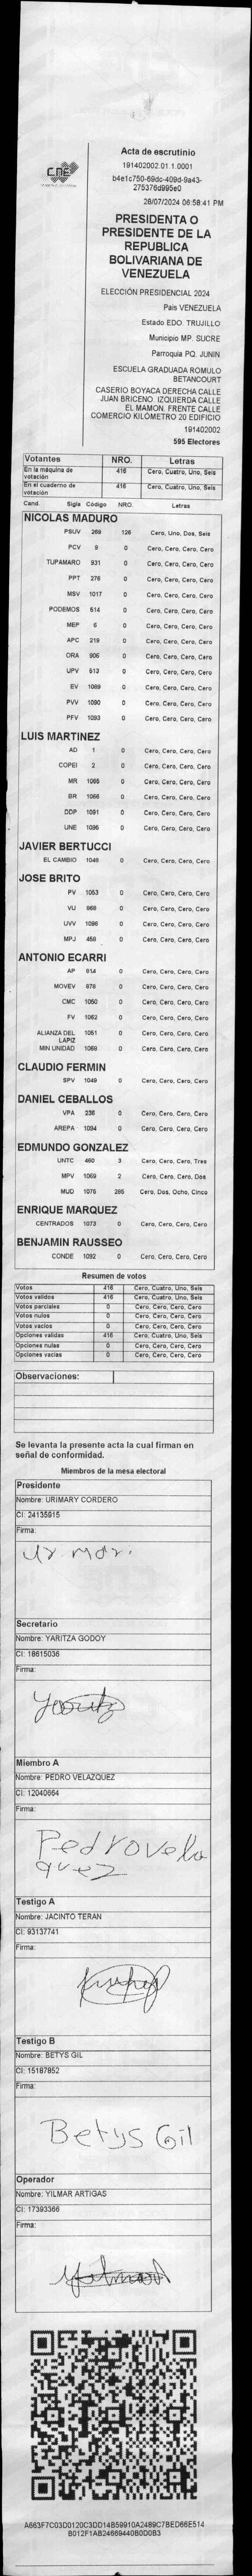 CNE
Acta de escrutinio
191402002.01.1.0001
b4e1c750-69dc-409d-9a43-
275376d995e0
28/07/2024 06:58:41 PM
PRESIDENTA O
PRESIDENTE DE LA
REPUBLICA
BOLIVARIANA DE
VENEZUELA
ELECCIÓN PRESIDENCIAL 2024
Pais VENEZUELA
Estado EDO. TRUJILLO
Municipio MP. SUCRE
Parroquia PQ. JUNIN
ESCUELA GRADUADA ROMULO
BETANCOURT
CASERIO BOYACA DERECHA CALLE
JUAN BRICENO. IZQUIERDA CALLE
EL MAMON. FRENTE CALLE
COMERCIO KILOMETRO 20 EDIFICIO
191402002
595 Electores
Votantes NRO. Letras
En la máquina de votación 416 Cero, Cuatro, Uno, Seis
En el cuaderno de votación 416 Cero, Cuatro, Uno, Seis
Cand. Sigla Código NRO. Letras
NICOLAS MADURO
PSUV 269 126 Cero, Uno, Dos, Seis
PCV 9 0 Cero, Cero, Cero, Cero
TUPAMARO 931 0 Cero, Cero, Cero, Cero
PPT 276 0 Cero, Cero, Cero, Cero
MSV 1017 0 Cero, Cero, Cero, Cero
PODEMOS 514 0 Cero, Cero, Cero, Cero
MEP 6 0 Cero, Cero, Cero, Cero
APC 219 0 Cero, Cero, Cero, Cero
ORA 906 0 Cero, Cero, Cero, Cero
UPV 513 0 Cero, Cero, Cero, Cero
EV 1089 0 Cero, Cero, Cero, Cero
PVV 1090 0 Cero, Cero, Cero, Cero
PFV 1093 0 Cero, Cero, Cero, Cero
LUIS MARTINEZ
AD 1 0 Cero, Cero, Cero, Cero
COPEI 2 0 Cero, Cero, Cero, Cero
MR 1065 0 Cero, Cero, Cero, Cero
BR 1066 0 Cero, Cero, Cero, Cero
DDP 1091 0 Cero, Cero, Cero, Cero
UNE 1095 0 Cero, Cero, Cero, Cero
JAVIER BERTUCCI
EL CAMBIO 1048 0 Cero, Cero, Cero, Cero
JOSE BRITO
PV 1053 0 Cero, Cero, Cero, Cero
VU 868 0 Cero, Cero, Cero, Cero
UVV 1096 0 Cero, Cero, Cero, Cero
MPJ 459 0 Cero, Cero, Cero, Cero
ANTONIO ECARRI
AP 614 0 Cero, Cero, Cero, Cero
MOVEV 878 0 Cero, Cero, Cero, Cero
CMC 1050 0 Cero, Cero, Cero, Cero
FV 1062 0 Cero, Cero, Cero, Cero
ALIANZA DEL LAPIZ 1051 0 Cero, Cero, Cero, Cero
MIN UNIDAD 1068 0 Cero, Cero, Cero, Cero
CLAUDIO FERMIN
SPV 1049 0 Cero, Cero, Cero, Cero
DANIEL CEBALLOS
VPA 236 0 Cero, Cero, Cero, Cero
AREPA 1094 0 Cero, Cero, Cero, Cero
EDMUNDO GONZALEZ
UNTC 460 3 Cero, Cero, Cero, Tres
MPV 1069 2 Cero, Cero, Cero, Dos
MUD 1076 285 Cero, Dos, Ocho, Cinco
ENRIQUE MARQUEZ
CENTRADOS 1073 0 Cero, Cero, Cero, Cero
BENJAMIN RAUSSEO
CONDE 1092 0 Cero, Cero, Cero, Cero
Resumen de votos
Votos 416 Cero, Cuatro, Uno, Seis
Votos validos 416 Cero, Cuatro, Uno, Seis
Votos parciales 0 Cero, Cero, Cero, Cero
Votos nulos 0 Cero, Cero, Cero, Cero
Votos vacios 0 Cero, Cero, Cero, Cero
Opciones validas 416 Cero, Cuatro, Uno, Seis
Opciones nulas 0 Cero, Cero, Cero, Cero
Opciones vacias 0 Cero, Cero, Cero, Cero
Observaciones:
Se levanta la presente acta la cual firman en
señal de conformidad.
Miembros de la mesa electoral
Presidente
Nombre: URIMARY CORDERO
CI: 24135915
Firma:
Ur mari
Secretario
Nombre: YARITZA GODOY
CI: 18615036
Firma:
Yaritz
Miembro A
Nombre: PEDRO VELAZQUEZ
CI: 12040664
Firma:
Pedro Vela
quez
Testigo A
Nombre: JACINTO TERAN
CI: 93137741
Firma:
Testigo B
Nombre: BETYS GIL
CI: 15187852
Firma:
Betys Gil
Operador
Nombre: YILMAR ARTIGAS
CI: 17393366
Firma:
A663F7C03D0120C3DD14B59910A2489C7BED66E514
B012F1AB24669440B0D0B3